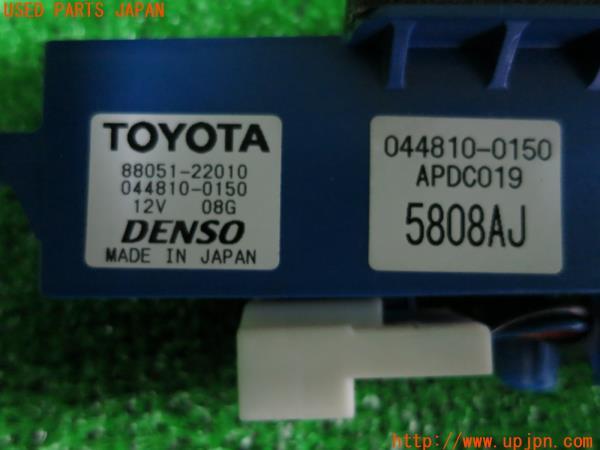 USED PARTS JAPAN
TOYOTA
88051-22010
044810-0150
12V 08G
DENSO
MADE IN JAPAN
044810-0150
APDC019
5808AJ
http://www.upjpn.com